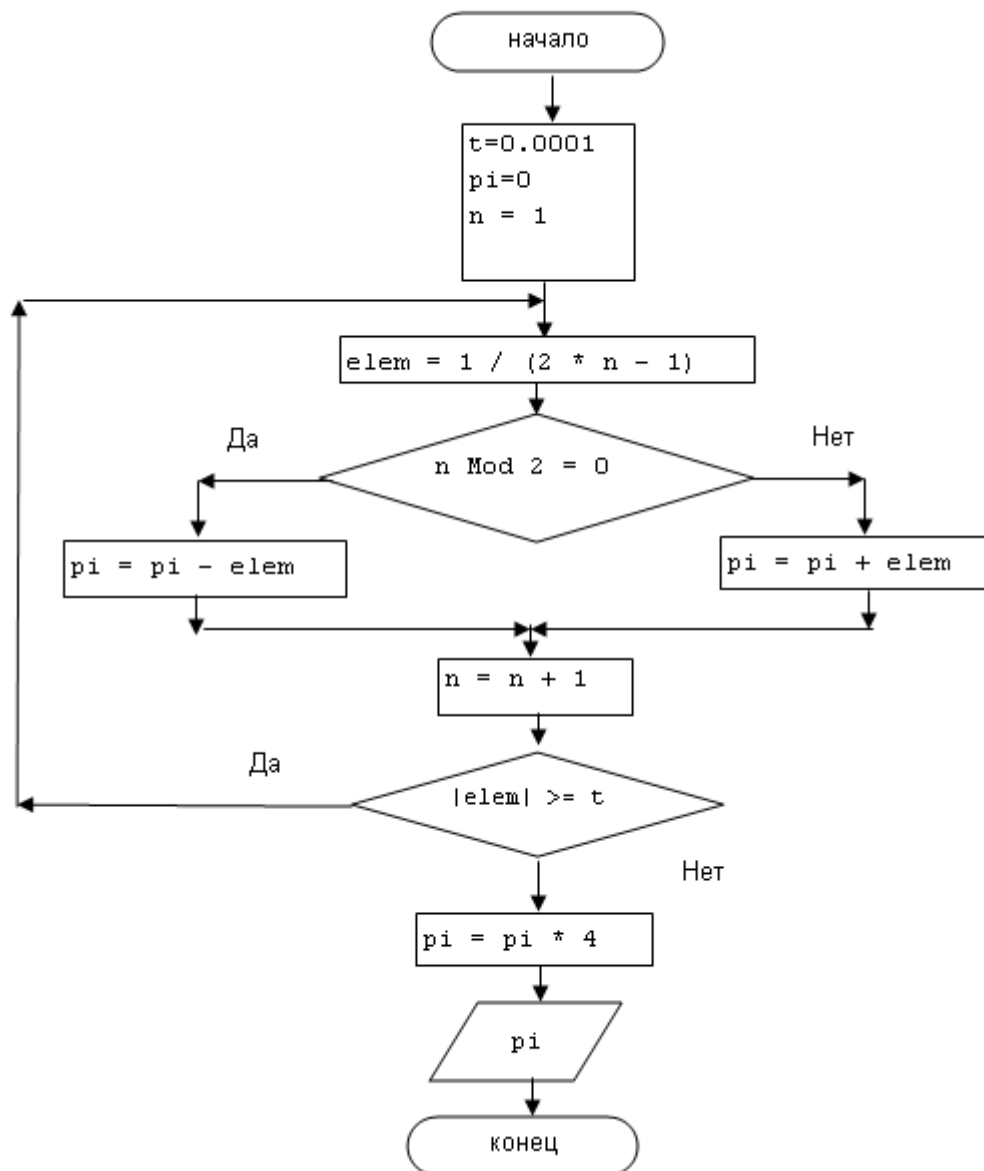 начало
t=0.0001
pi=0
n = 1
elem = 1 / (2 * n - 1)
Да
Нет
n Mod 2 = 0
pi = pi - elem
pi = pi + elem
n = n + 1
Да
|elem| >= t
Нет
pi = pi * 4
pi
конец